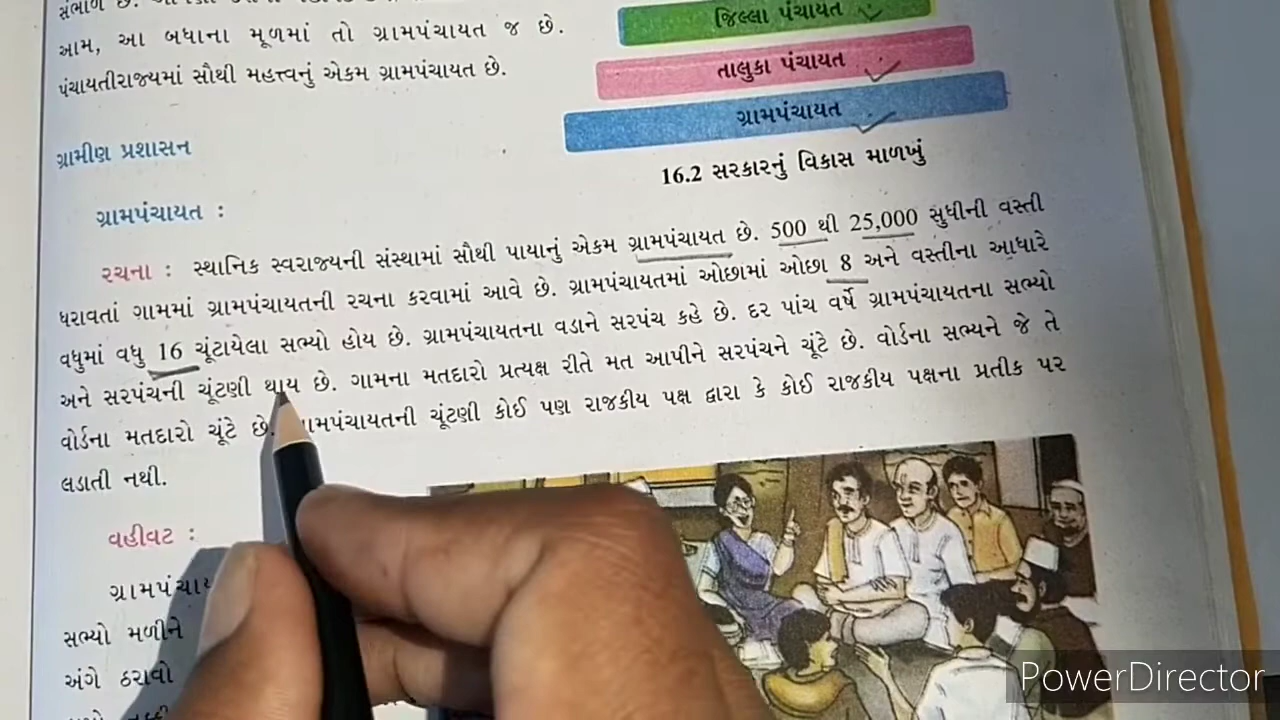 આમ, આ બધાના મૂળમાં તો ગ્રામપંચાયત જ છે.
પંચાયતીરાજ્યમાં સૌથી મહત્ત્વનું એકમ ગ્રામપંચાયત છે.
જિલ્લા પંચાયત
તાલુકા પંચાયત
ગ્રામપંચાયત
16.2 સરકારનું વિકાસ માળખું
ગ્રામીણ પ્રશાસન
ગ્રામપંચાયત :
રચના : સ્થાનિક સ્વરાજ્યની સંસ્થામાં સૌથી પાયાનું એકમ ગ્રામપંચાયત છે. 500 થી 25,000 સુધીની વસ્તી
ધરાવતાં ગામમાં ગ્રામપંચાયતની રચના કરવામાં આવે છે. ગ્રામપંચાયતમાં ઓછામાં ઓછા 8 અને વસ્તીના આધારે
વધુમાં વધુ 16 ચૂંટાયેલા સભ્યો હોય છે. ગ્રામપંચાયતના વડાને સરપંચ કહે છે. દર પાંચ વર્ષે ગ્રામપંચાયતના સભ્યો
અને સરપંચની ચૂંટણી થાય છે. ગામના મતદારો પ્રત્યક્ષ રીતે મત આપીને સરપંચને ચૂંટે છે. વોર્ડના સભ્યને જે તે
વોર્ડના મતદારો ચૂંટે છે. ગ્રામપંચાયતની ચૂંટણી કોઈ પણ રાજકીય પક્ષ દ્વારા કે કોઈ રાજકીય પક્ષના પ્રતીક પર
લડાતી નથી.
વહીવટ :
સભ્યો મળીને
અંગે ઠરાવો
PowerDirector